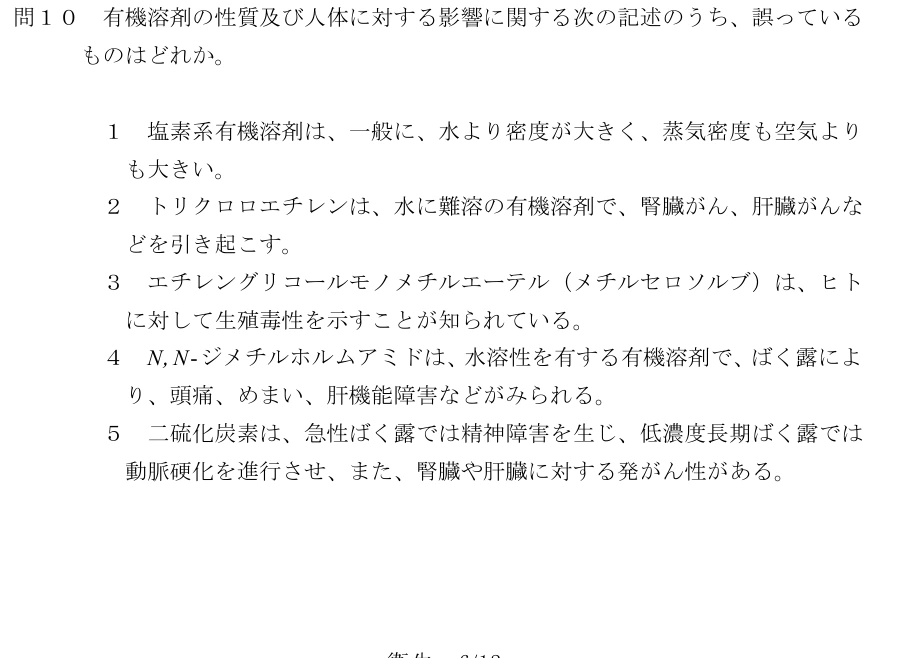 問１０　有機溶剤の性質及び人体に対する影響に関する次の記述のうち、誤っている
ものはどれか。
１　塩素系有機溶剤は、一般に、水より密度が大きく、蒸気密度も空気より
も大きい。
２　トリクロロエチレンは、水に難溶の有機溶剤で、腎臓がん、肝臓がんな
どを引き起こす。
３　エチレングリコールモノメチルエーテル（メチルセロソルブ）は、ヒト
に対して生殖毒性を示すことが知られている。
４　N,N-ジメチルホルムアミドは、水溶性を有する有機溶剤で、ばく露によ
り、頭痛、めまい、肝機能障害などがみられる。
５　二硫化炭素は、急性ばく露では精神障害を生じ、低濃度長期ばく露では
動脈硬化を進行させ、また、腎臓や肝臓に対する発がん性がある。